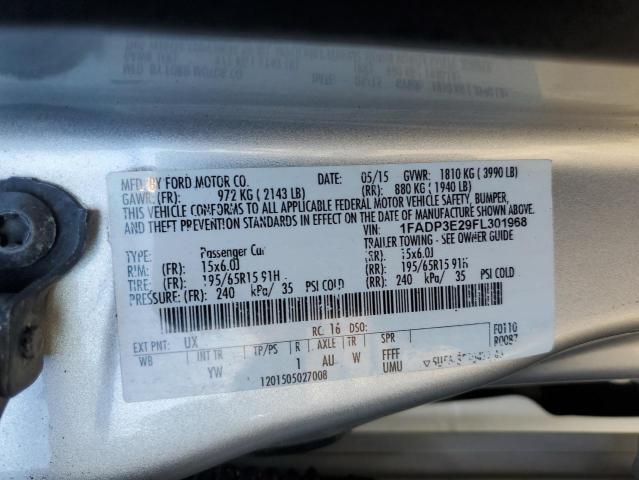 MFD. BY FORD MOTOR CO. DATE: 05/15 GVWR: 1810 KG ( 3990 LB)
GAWR: (FR): 972 KG ( 2143 LB) (RR): 880 KG ( 1940 LB)
THIS VEHICLE CONFORMS TO ALL APPLICABLE FEDERAL MOTOR VEHICLE SAFETY, BUMPER,
AND THEFT PREVENTION STANDARDS IN EFFECT ON THE DATE OF MANUFACTURE SHOWN ABOVE.
VIN: 1FADP3E29FL301968
TYPE: Passenger Car TRAILER TOWING - SEE OWNER GUIDE
RIM: (FR): 15x6.0J (RR): 15x6.0J
TIRE: (FR): 195/65R15 91H (RR): 195/65R15 91H
PRESSURE: (FR): 240 kPa/ 35 PSI COLD (RR): 240 kPa/ 35 PSI COLD
EXT PNT: UX RC: 16 DSO: F0110
WB INT TR TP/PS R AXLE TR SPR R0087
YW 1 AU W FFFF
UMU
1201505027008